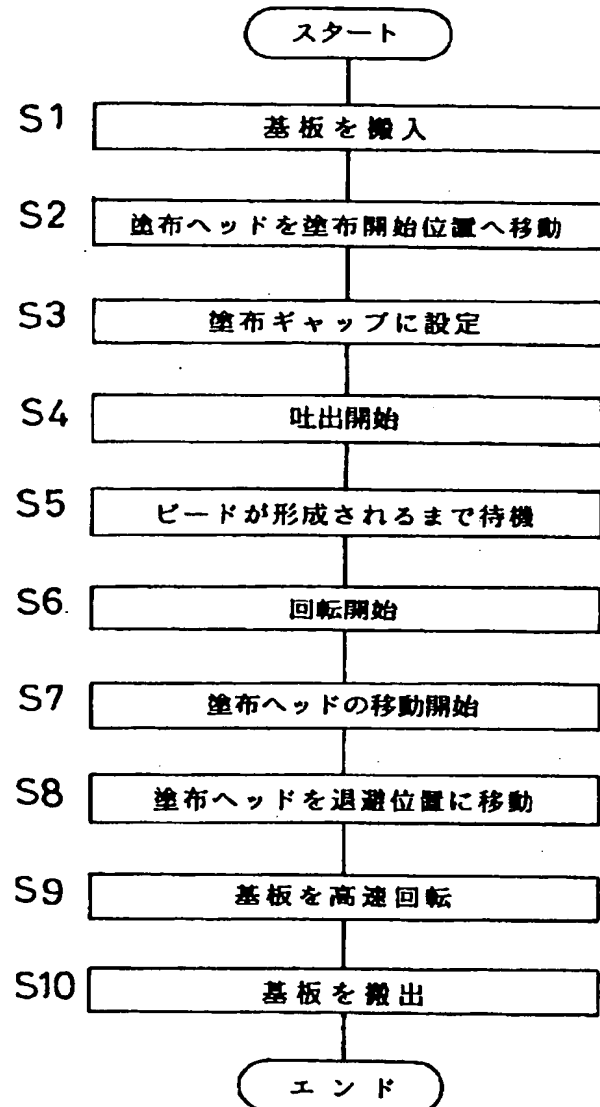 スタート
S1 基板を搬入
S2 塗布ヘッドを塗布開始位置へ移動
S3 塗布ギャップに設定
S4 吐出開始
S5 ビードが形成されるまで待機
S6 回転開始
S7 塗布ヘッドの移動開始
S8 塗布ヘッドを退避位置に移動
S9 基板を高速回転
S10 基板を搬出
エンド